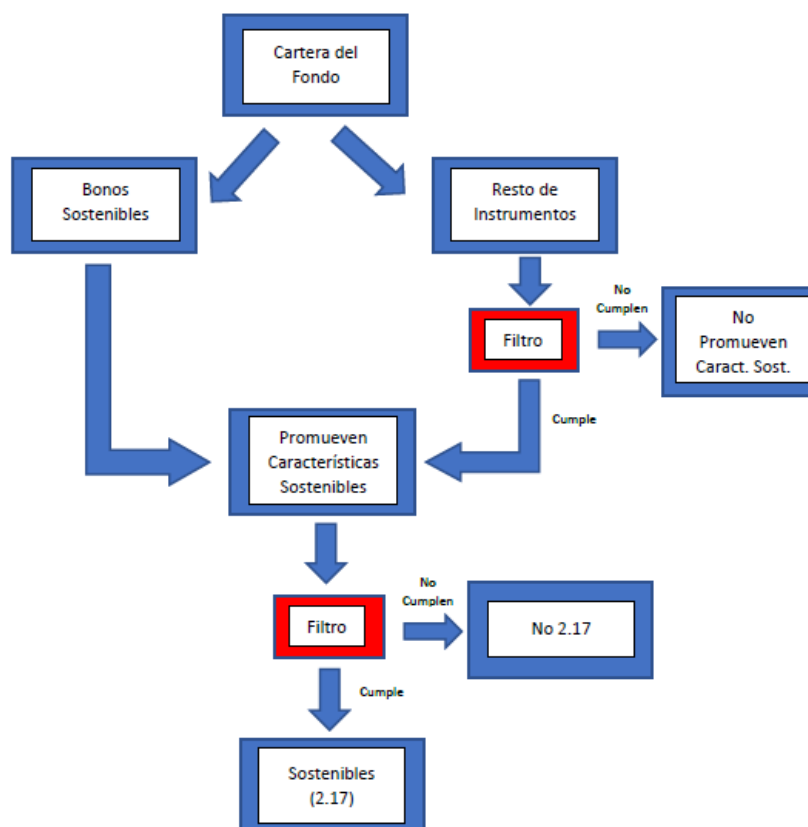 Cartera del
Fondo
Bonos
Sostenibles
Resto de
Instrumentos
No
Cumplen
Filtro
No
Promueven
Caract. Sost.
Cumple
Promueven
Características
Sostenibles
No
Cumplen
Filtro
No 2.17
Cumple
Sostenibles
(2.17)